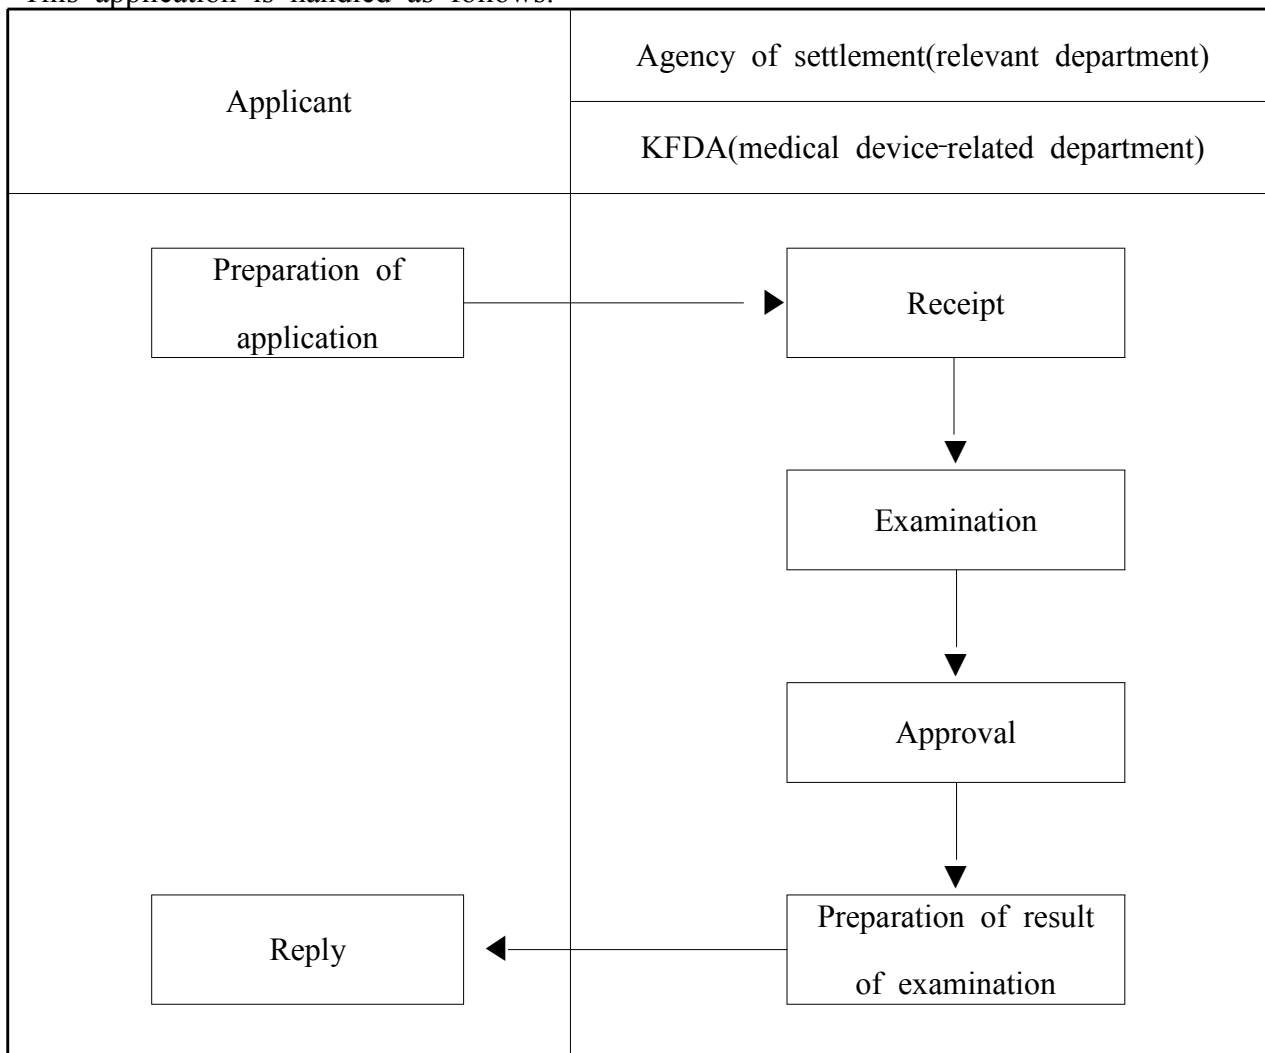 This application is handled as follows.
Applicant
Agency of settlement(relevant department)
KFDA(medical device-related department)
Preparation of
application
Receipt
Examination
Approval
Preparation of result
of examination
Reply